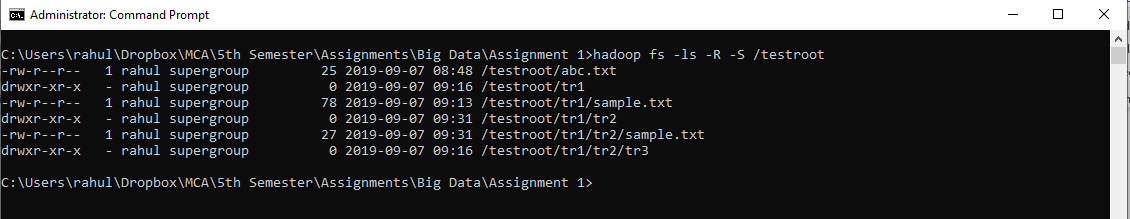 Administrator: Command Prompt
C:\Users\rahul\Dropbox\MCA\5th Semester\Assignments\Big Data\Assignment 1>hadoop fs -ls -R -S /testroot
-rw-r--r--   1 rahul supergroup         25 2019-09-07 08:48 /testroot/abc.txt
drwxr-xr-x   - rahul supergroup          0 2019-09-07 09:16 /testroot/tr1
-rw-r--r--   1 rahul supergroup         78 2019-09-07 09:13 /testroot/tr1/sample.txt
drwxr-xr-x   - rahul supergroup          0 2019-09-07 09:31 /testroot/tr1/tr2
-rw-r--r--   1 rahul supergroup         27 2019-09-07 09:31 /testroot/tr1/tr2/sample.txt
drwxr-xr-x   - rahul supergroup          0 2019-09-07 09:16 /testroot/tr1/tr2/tr3
C:\Users\rahul\Dropbox\MCA\5th Semester\Assignments\Big Data\Assignment 1>